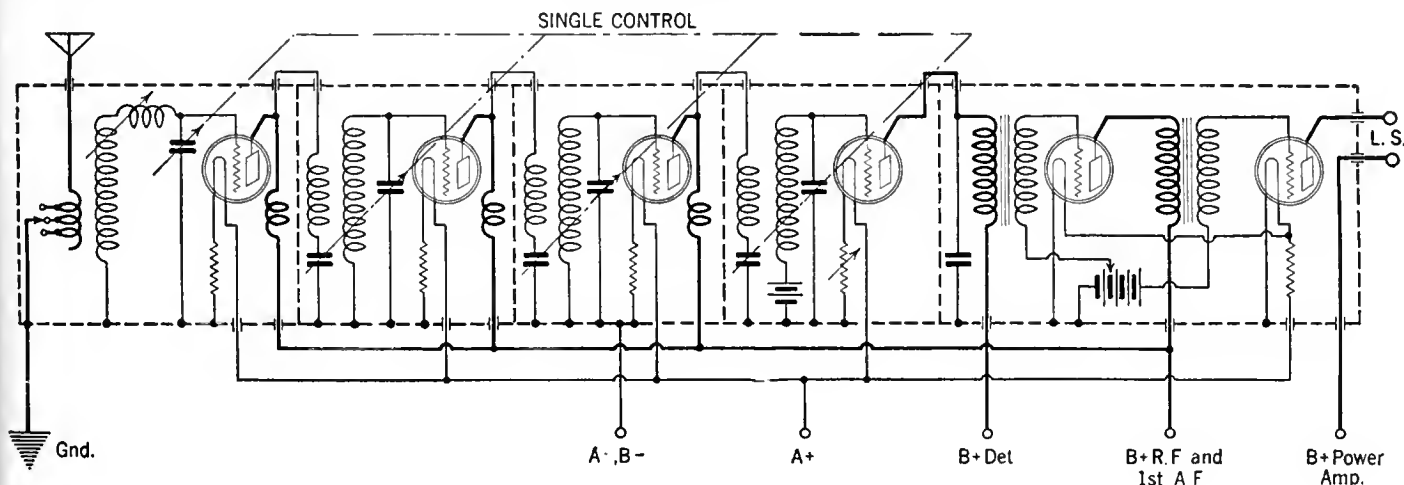 SINGLE CONTROL
L. S.
Gnd.
A-,B-
A+
B+Det
B+R.F and
1st A F
B+Power
Amp.